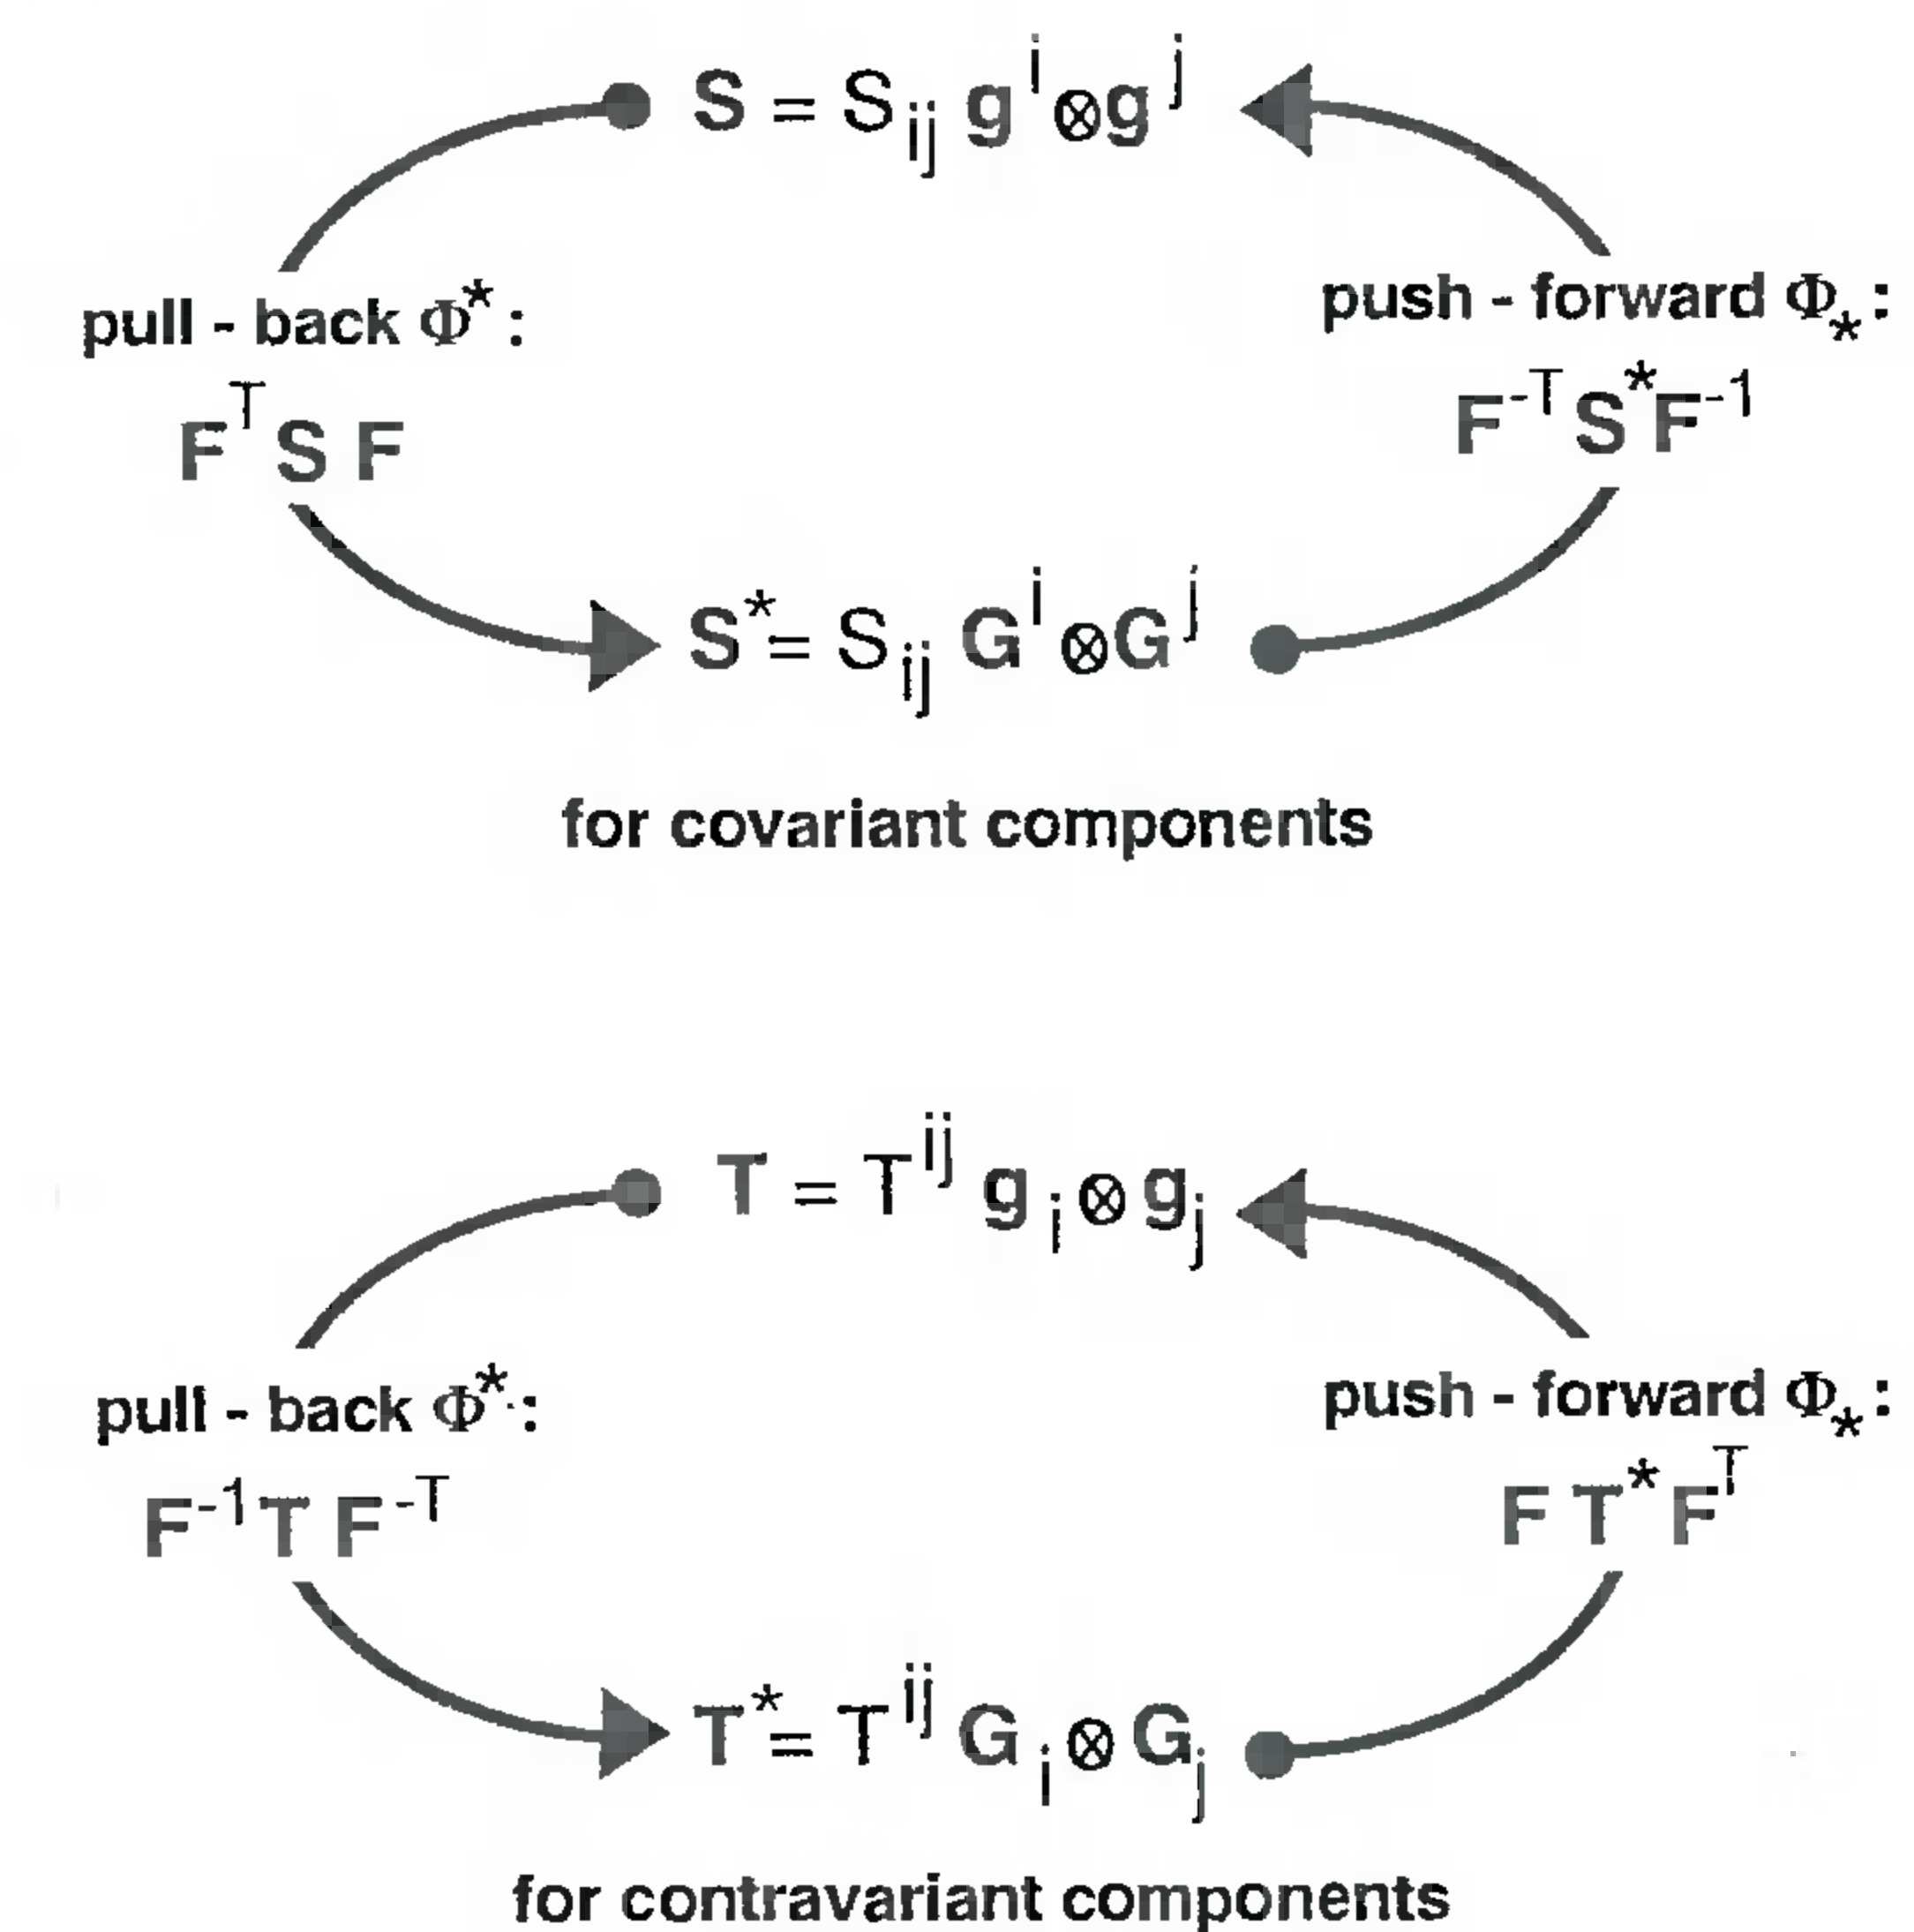 S = S_ij g^i ⊗ g^j
pull - back Φ^* :
F^T S F
push - forward Φ_* :
F^-T S^* F^-1
S^* = S_ij G^i ⊗ G^j
for covariant components
T = T^ij g_i ⊗ g_j
pull - back Φ^* :
F^-1 T F^-T
push - forward Φ_* :
F T^* F^T
T^* = T^ij G_i ⊗ G_j
for contravariant components